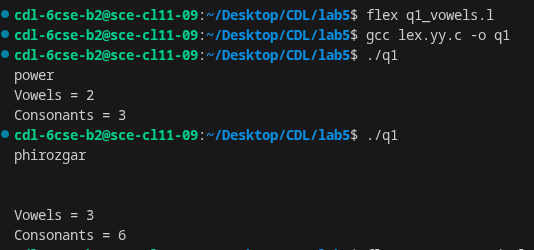 cdl-6cse-b2@sce-cl11-09:~/Desktop/CDL/lab5$ flex q1_vowels.l
cdl-6cse-b2@sce-cl11-09:~/Desktop/CDL/lab5$ gcc lex.yy.c -o q1
cdl-6cse-b2@sce-cl11-09:~/Desktop/CDL/lab5$ ./q1
power
Vowels = 2
Consonants = 3
cdl-6cse-b2@sce-cl11-09:~/Desktop/CDL/lab5$ ./q1
phirozgar
Vowels = 3
Consonants = 6